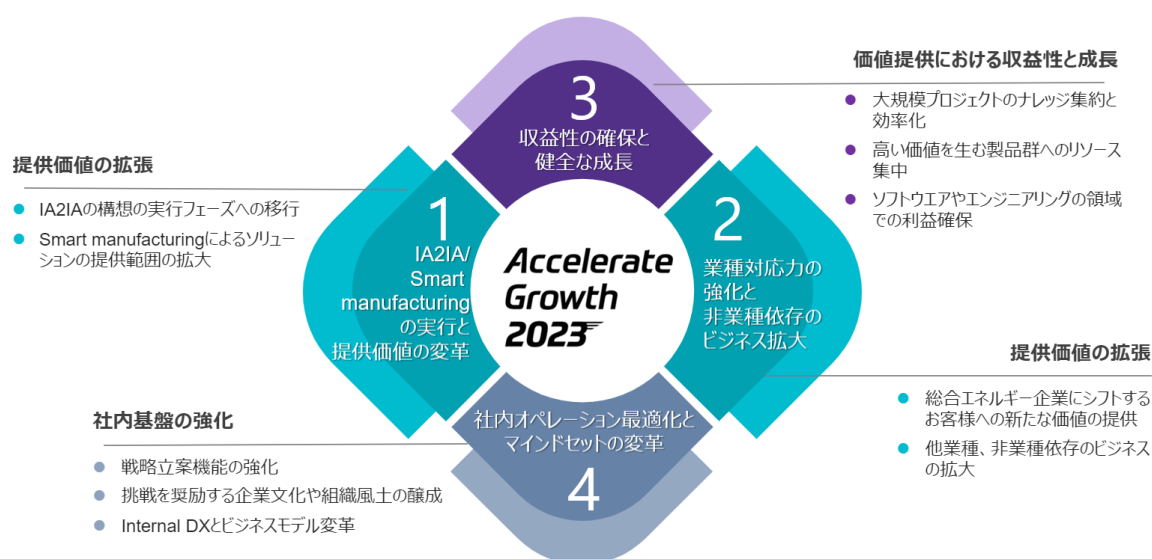 価値提供における収益性と成長
大規模プロジェクトのナレッジ集約と
効率化
高い価値を生む製品群へのリソース
集中
ソフトウエアやエンジニアリングの領域
での利益確保
3
収益性の確保と
健全な成長
提供価値の拡張
IA2IAの構想の実行フェーズへの移行
Smart manufacturingによるソリュー
ションの提供範囲の拡大
1
IA2IA/
Smart
manufacturing
の実行と
提供価値の変革
Accelerate
Growth
2023
2
業種対応力の
強化と
非業種依存の
ビジネス拡大
提供価値の拡張
総合エネルギー企業にシフトする
お客様への新たな価値の提供
他業種、非業種依存のビジネス
の拡大
社内基盤の強化
戦略立案機能の強化
挑戦を奨励する企業文化や組織風土の醸成
Internal DXとビジネスモデル変革
社内オペレーション最適化と
マインドセットの変革
4